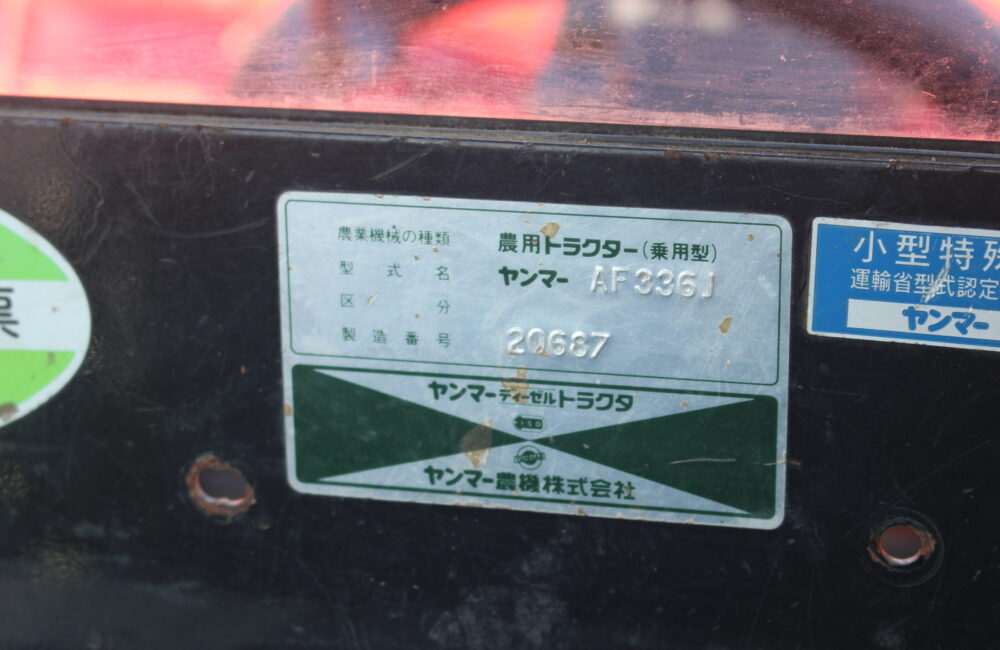 農業機械の種類 農用トラクター(乗用型)
型式名 ヤンマー AF336J
区分
製造番号 20687
ヤンマーディーゼルトラクタ
ヤンマー農機株式会社
小型特殊
運輸省型式認定
ヤンマー